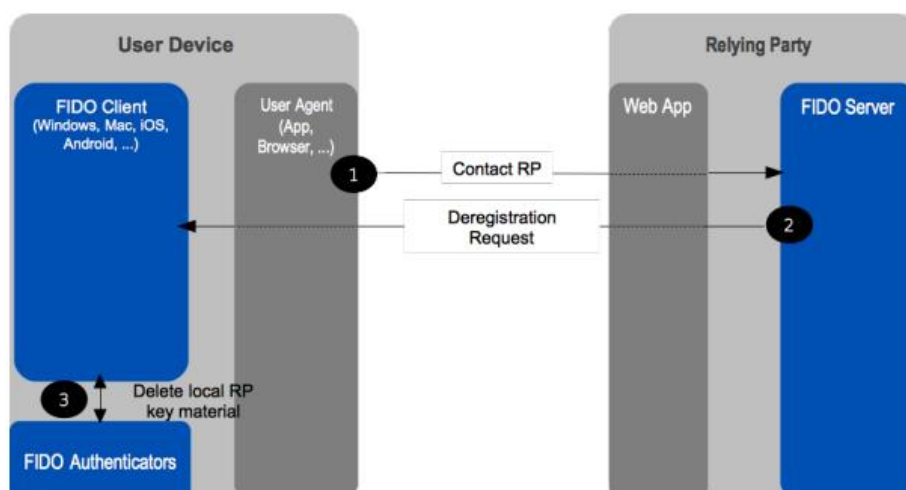 User Device
Relying Party
FIDO Client
(Windows, Mac, iOS,
Android, ...)
User Agent
(App,
Browser, ...)
Web App
FIDO Server
1
Contact RP
Deregistration
Request
2
3
Delete local RP
key material
FIDO Authenticators